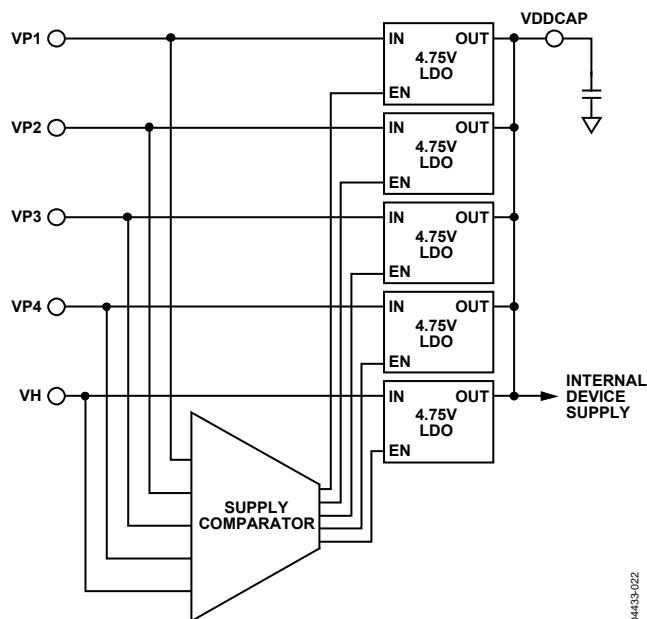 VDDCAP
VP1
IN OUT
4.75V
LDO
EN
VP2
IN OUT
4.75V
LDO
EN
VP3
IN OUT
4.75V
LDO
EN
VP4
IN OUT
4.75V
LDO
EN
VH
IN OUT
4.75V
LDO
EN
INTERNAL
DEVICE
SUPPLY
SUPPLY
COMPARATOR
04433-022